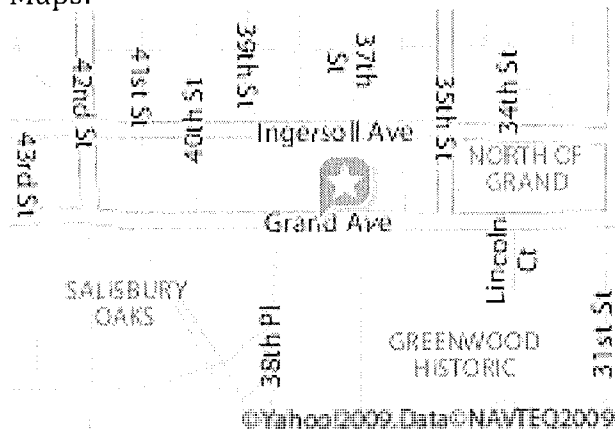 Maps.
42nd St
41st St
40th St
39th St
37th
St
35th St
34th St
43rd St
Ingersoll Ave
NORTH OF
GRAND
Grand Ave
Lincoln
Ct
SALISBURY
OAKS
38th Pl
GREENWOOD
HISTORIC
31st St
©Yahoo!2009,Data©NAVTEQ2009